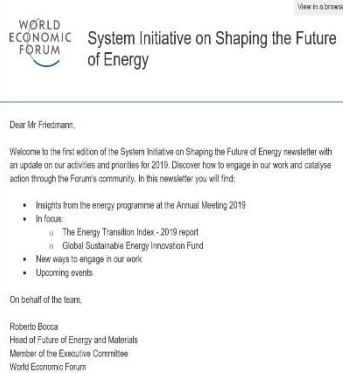 View in a browse
WORLD
ECONOMIC
FORUM
System Initiative on Shaping the Future
of Energy
Dear Mr Friedmann,
Welcome to the first edition of the System Initiative on Shaping the Future of Energy newsletter with
an update on our activities and priorities for 2019. Discover how to engage in our work and catalyse
action through the Forum's community. In this newsletter you will find:
• Insights from the energy programme at the Annual Meeting 2019
• In focus:
o The Energy Transition Index - 2019 report
o Global Sustainable Energy Innovation Fund
• New ways to engage in our work
• Upcoming events
On behalf of the team,
Roberto Bocca
Head of Future of Energy and Materials
Member of the Executive Committee
World Economic Forum